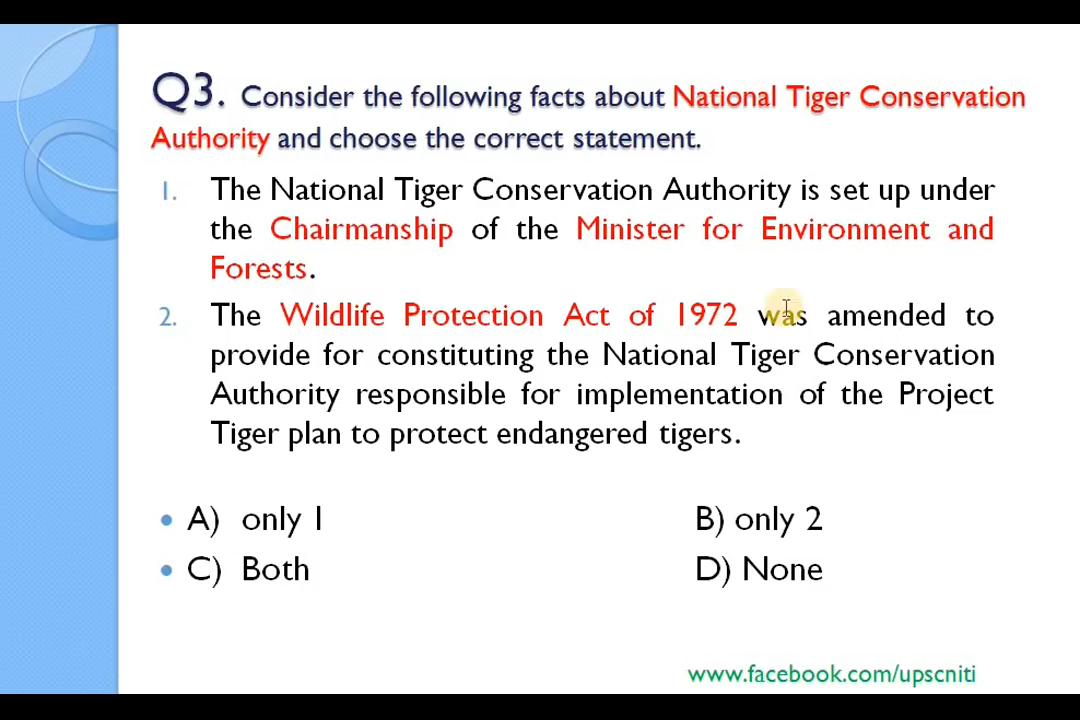 Q3. Consider the following facts about National Tiger Conservation
Authority and choose the correct statement.
1. The National Tiger Conservation Authority is set up under
the Chairmanship of the Minister for Environment and
Forests.
2. The Wildlife Protection Act of 1972 was amended to
provide for constituting the National Tiger Conservation
Authority responsible for implementation of the Project
Tiger plan to protect endangered tigers.
• A) only 1 B) only 2
• C) Both D) None
www.facebook.com/upscniti